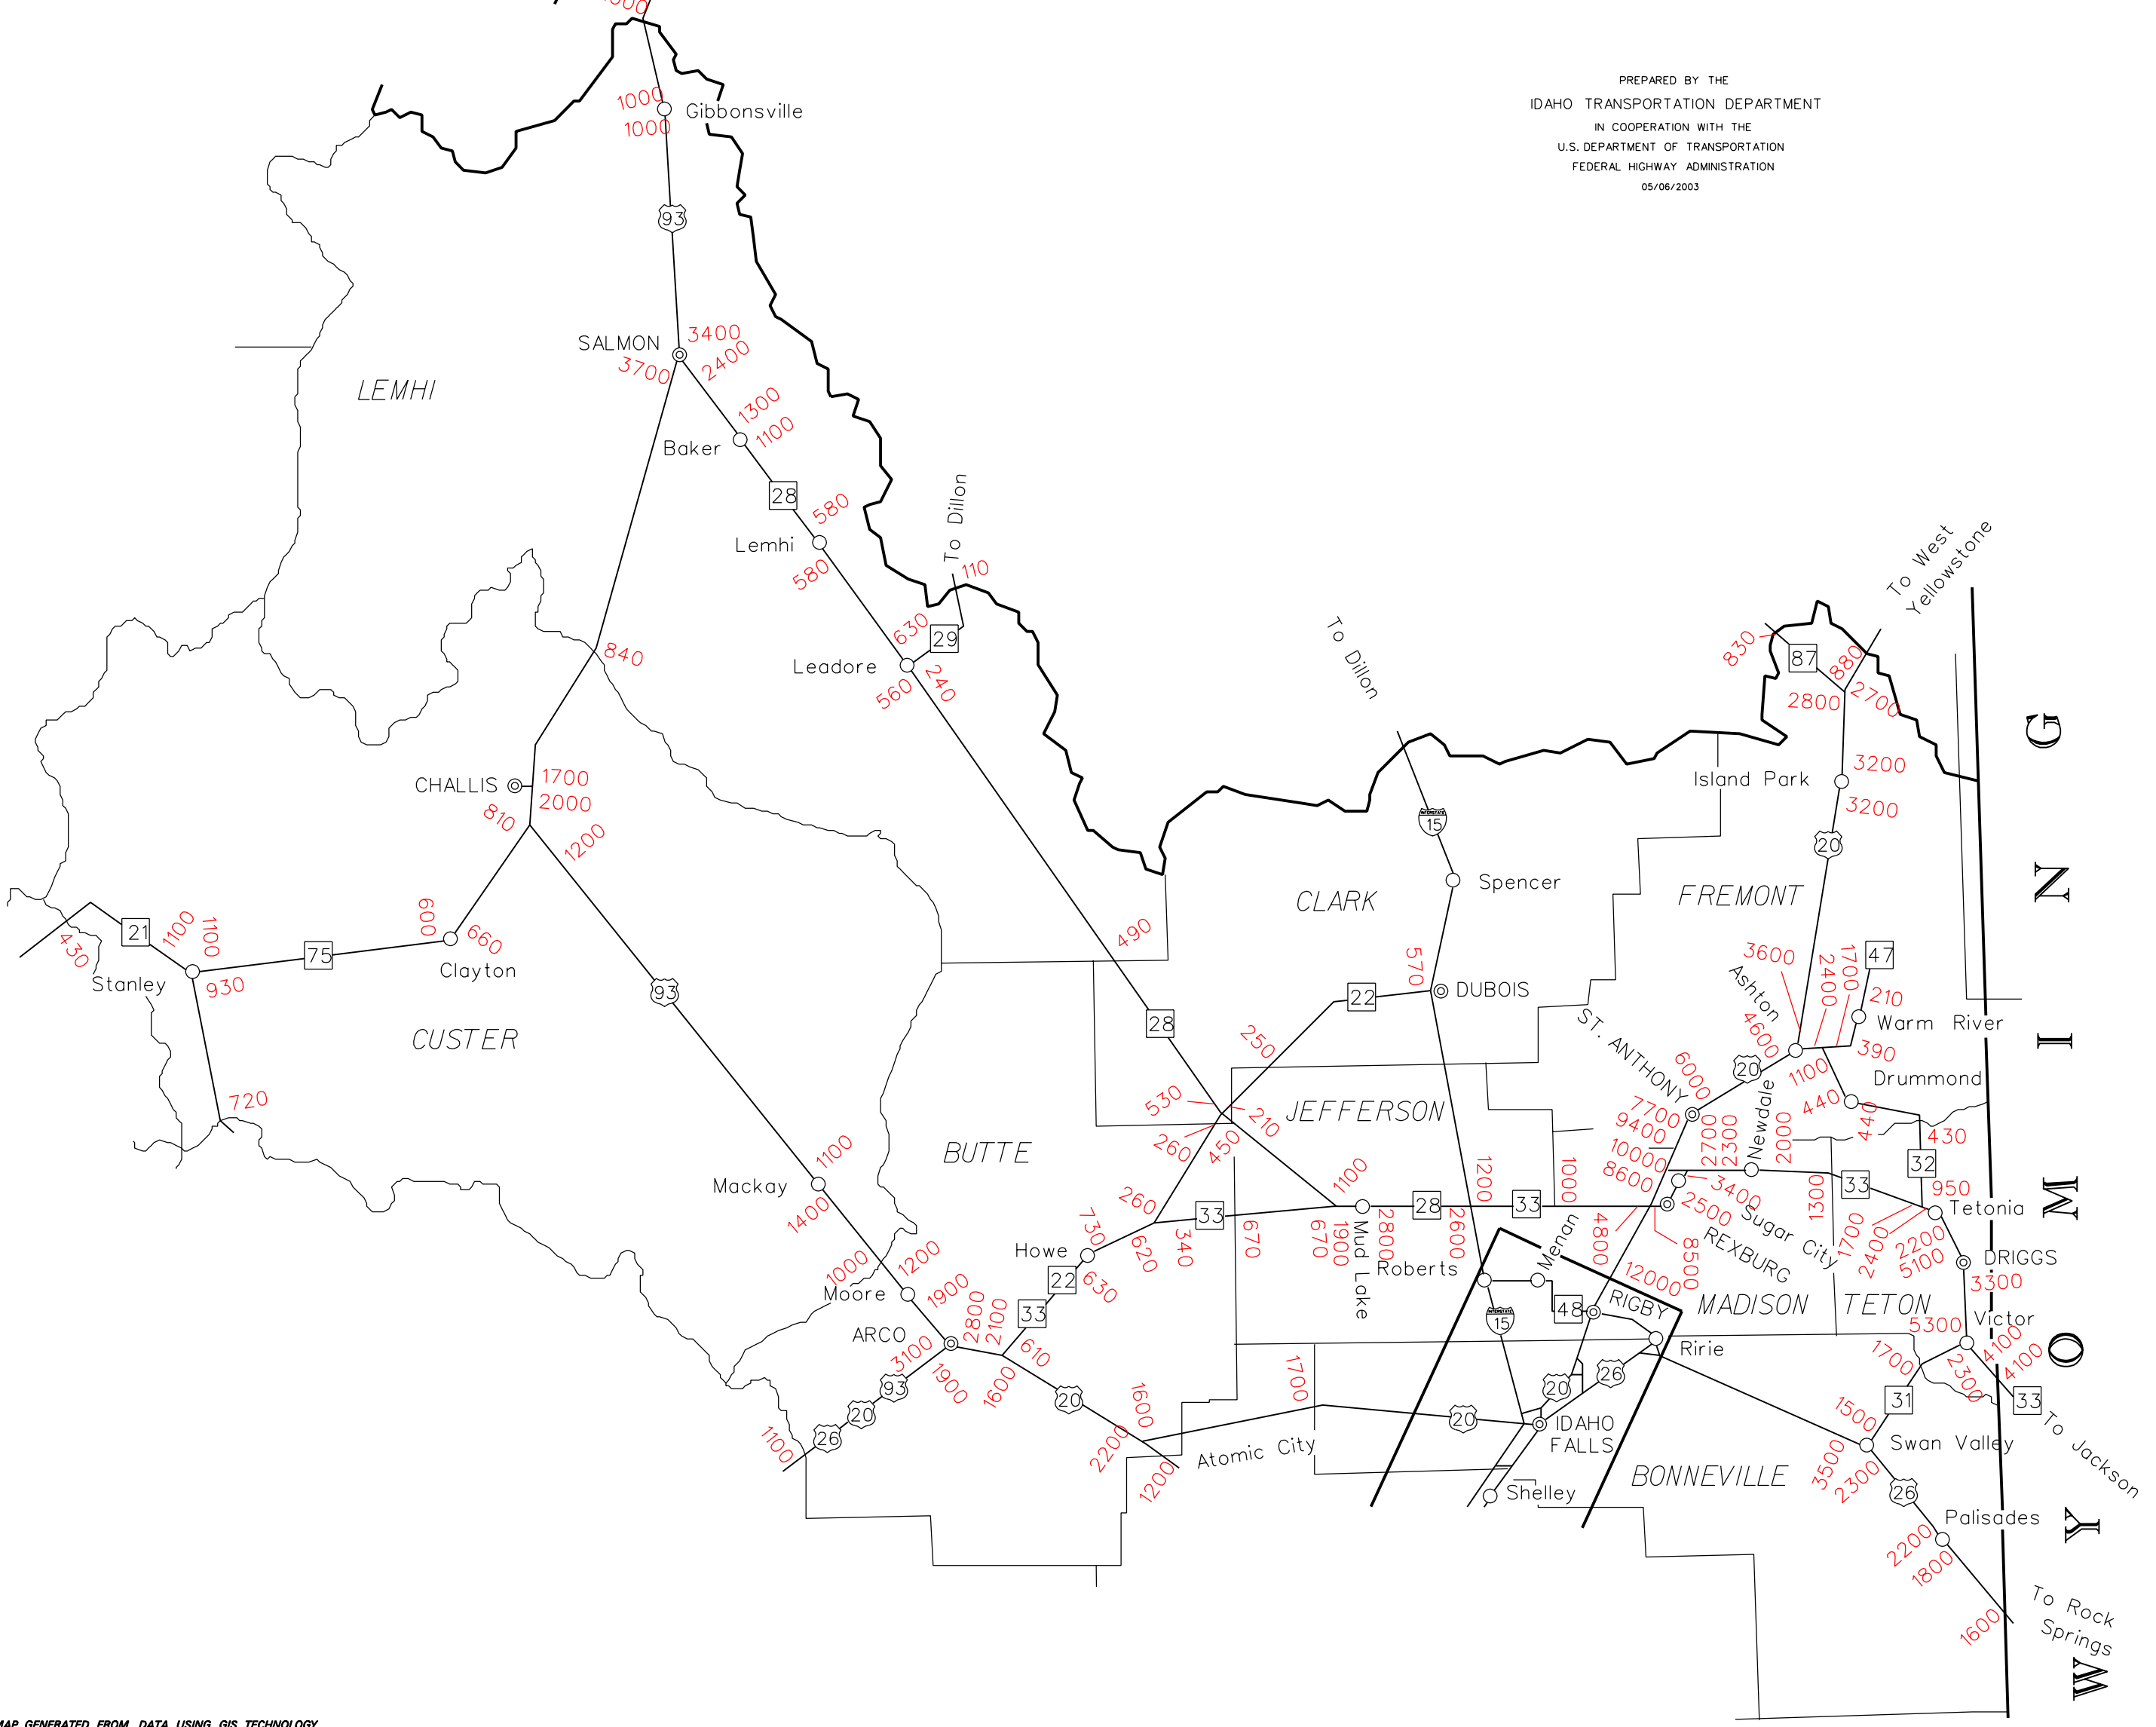 PREPARED BY THE
IDAHO TRANSPORTATION DEPARTMENT
IN COOPERATION WITH THE
U.S. DEPARTMENT OF TRANSPORTATION
FEDERAL HIGHWAY ADMINISTRATION
05/06/2003
1000
Gibbonsville
1000
93
SALMON
3400
2400
3700
LEMHI
1300
1100
Baker
28
580
Lemhi
580
To Dillon
110
630
29
Leadore
240
560
840
To Dillon
To West
Yellowstone
830
87
880
2800
2700
CHALLIS
1700
2000
810
1200
Island Park
3200
3200
15
20
Spencer
CLARK
FREMONT
G
N
I
M
O
Y
W
600
660
Clayton
1100
1100
21
430
75
Stanley
930
93
CUSTER
720
490
570
22
DUBOIS
28
250
3600
2400
1700
47
210
Warm River
Ashton
4600
390
1100
Drummond
440
440
430
ST. ANTHONY
6000
20
7700
9400
10000
8600
2700
2300
Newdale
2000
530
210
JEFFERSON
260
450
BUTTE
1100
Mackay
1400
260
33
730
620
340
670
670
1900
1100
Mud Lake
2800
28
2600
1200
33
1000
4800
8500
3400
2500
Sugar City
REXBURG
1300
33
32
950
Tetonia
1700
2400
2200
5100
DRIGGS
3300
Howe
22
630
33
1000
1200
Moore
1900
ARCO
2800
2100
610
3100
1900
1600
93
20
26
1100
20
1600
2200
1200
Atomic City
1700
20
Roberts
Menan
15
48
12000
RIGBY
MADISON
TETON
Victor
5300
4100
4100
2300
1700
31
33
To Jackson
Ririe
20
26
IDAHO
FALLS
Shelley
BONNEVILLE
1500
Swan Valley
3500
2300
26
Palisades
2200
1800
1600
To Rock
Springs
MAP GENERATED FROM DATA USING GIS TECHNOLOGY